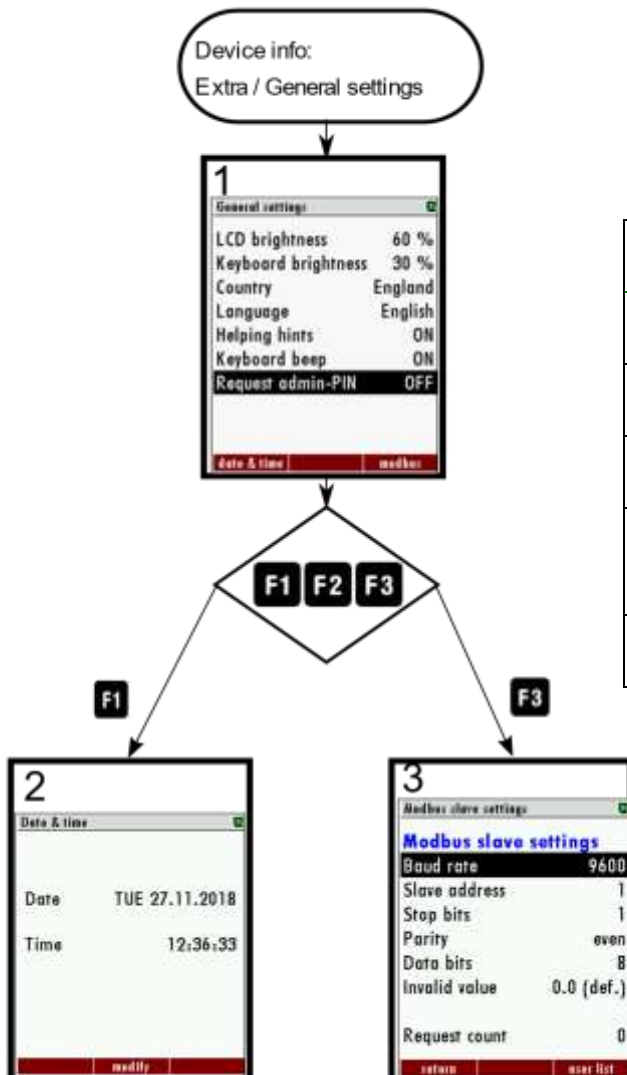 Device info:
Extra / General settings
1
General settings
LCD brightness 60 %
Keyboard brightness 30 %
Country England
Language English
Helping hints ON
Keyboard beep ON
Request admin-PIN OFF
date & time modbus
F1 F2 F3
F1 F3
2
Date & time
Date TUE 27.11.2018
Time 12:36:33
modify
3
Modbus slave settings
Modbus slave settings
Baud rate 9600
Slave address 1
Stop bits 1
Parity even
Data bits 8
Invalid value 0.0 (def.)
Request count 0
return user list